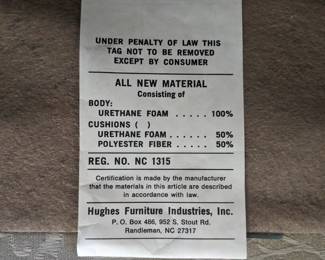 UNDER PENALTY OF LAW THIS
TAG NOT TO BE REMOVED
EXCEPT BY CONSUMER
ALL NEW MATERIAL
Consisting of
BODY:
URETHANE FOAM . . . . . 100%
CUSHIONS ( )
URETHANE FOAM . . . . . 50%
POLYESTER FIBER . . . . . 50%
REG. NO. NC 1315
Certification is made by the manufacturer
that the materials in this article are described
in accordance with law.
Hughes Furniture Industries, Inc.
P. O. Box 486, 952 S. Stout Rd.
Randleman, NC 27317